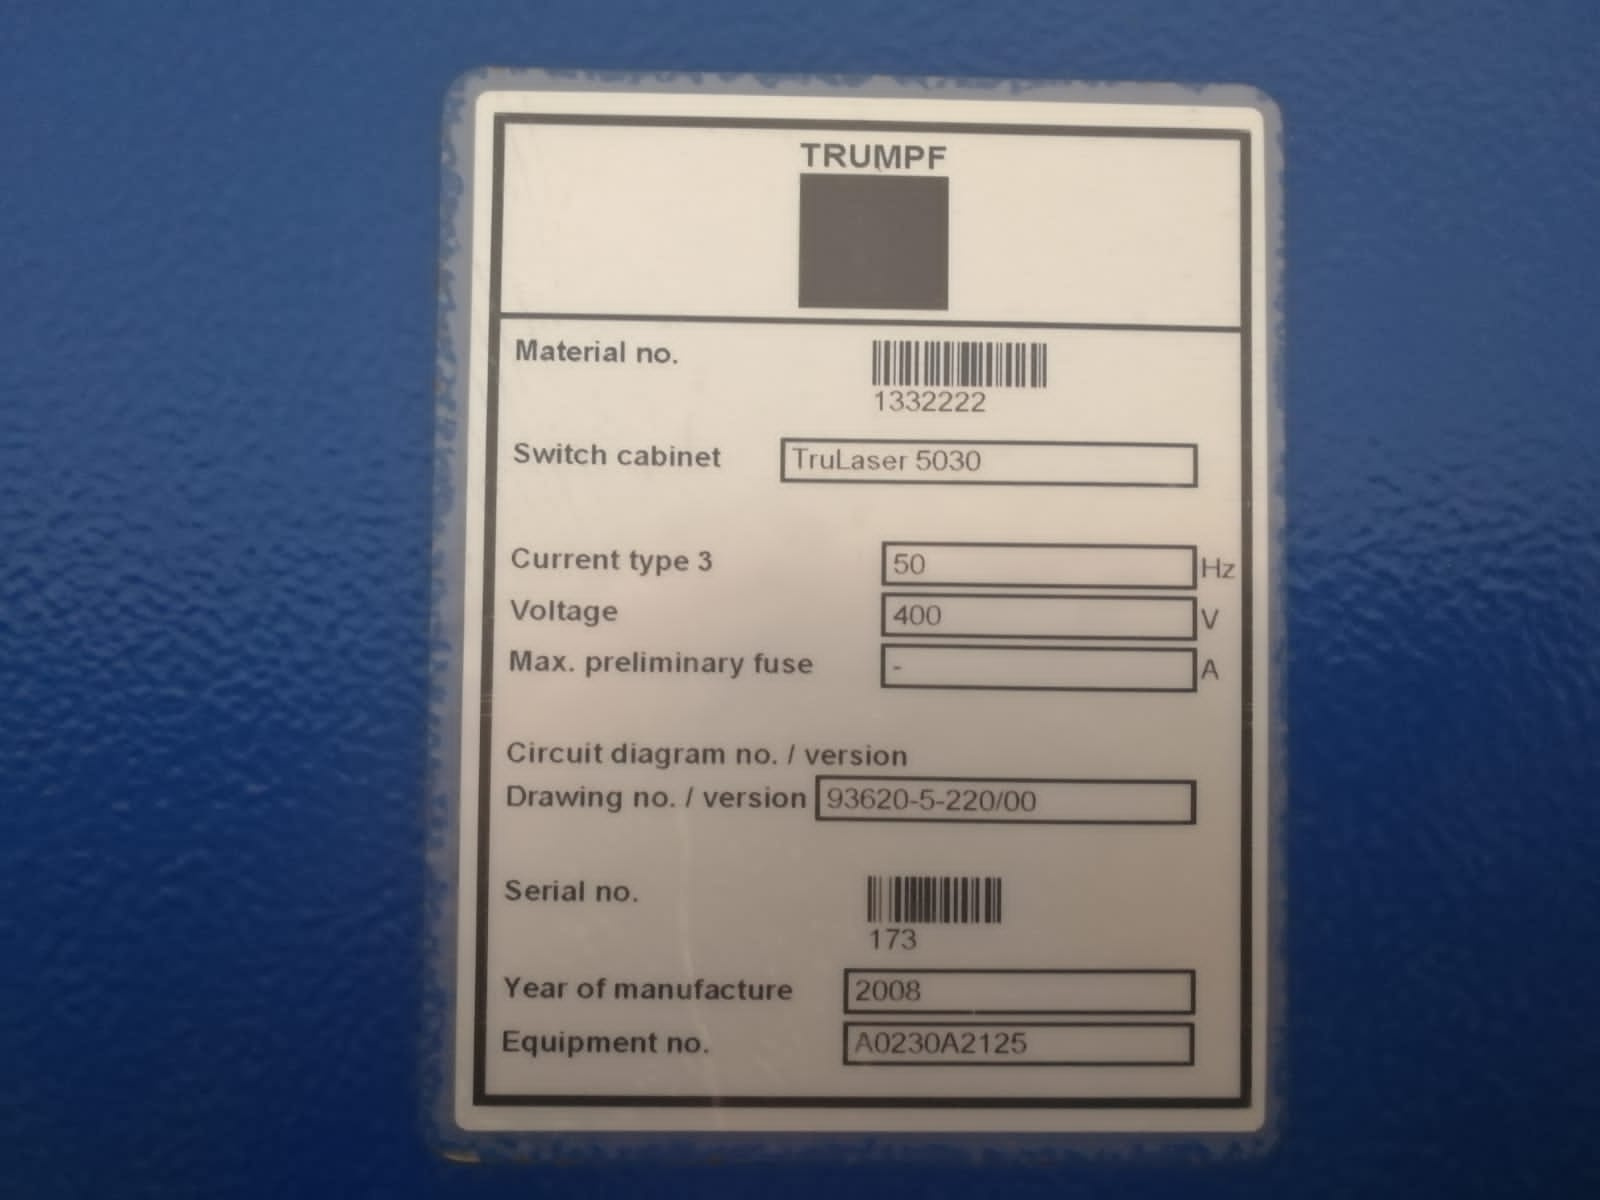 TRUMPF
Material no.
1332222
Switch cabinet TruLaser 5030
Current type 3 50 Hz
Voltage 400 V
Max. preliminary fuse - A
Circuit diagram no. / version
Drawing no. / version 93620-5-220/00
Serial no.
173
Year of manufacture 2008
Equipment no. A0230A2125